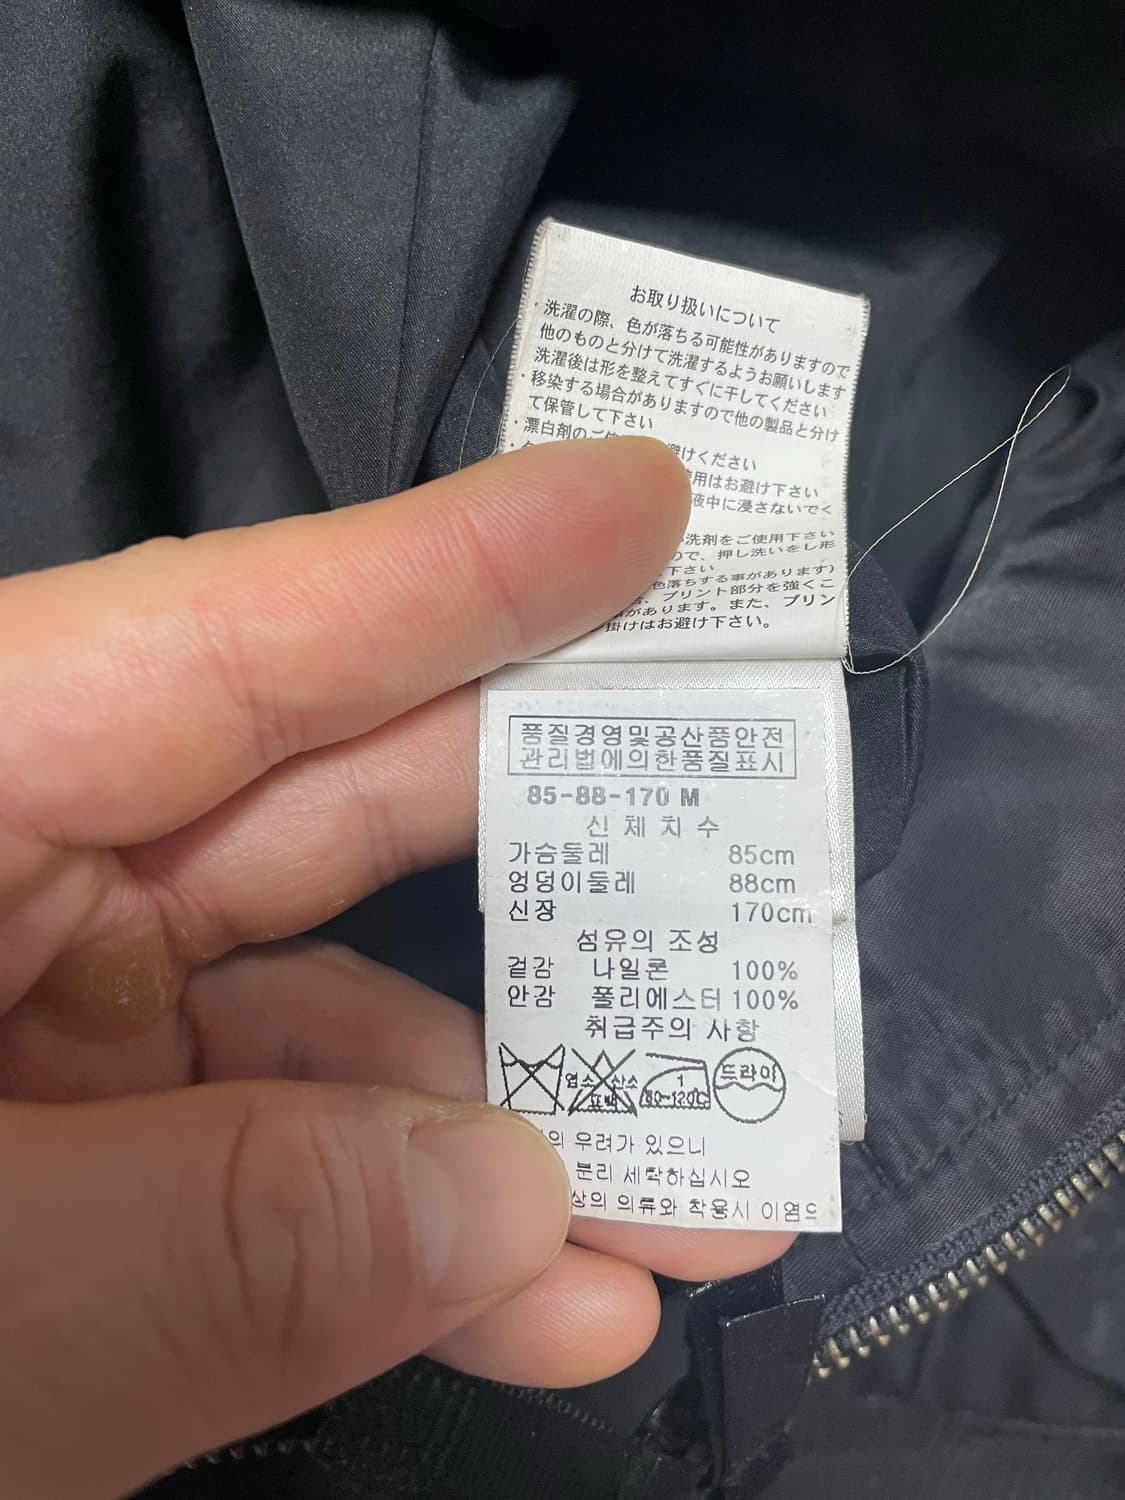 お取り扱いについて
・洗濯の際、色が落ちる可能性がありますので
他のものと分けて洗濯するようお願いします
洗濯後は形を整えてすぐに干してください
・移染する場合がありますので他の製品と分け
て保管して下さい
・漂白剤のご使 避けください
使用はお避け下さい
液中に浸さないでく
洗剤をご使用下さい
ので、押し洗いをし形
下さい
色落ちする事があります)
、プリント部分を強くこ
があります。また、プリン
掛けはお避け下さい。
품질경영및공산품안전
관리법에의한품질표시
85-88-170 M
신체치수
가슴둘레 85cm
엉덩이둘레 88cm
신장 170cm
섬유의 조성
겉감 나일론 100%
안감 폴리에스터 100%
취급주의 사항
염소 산소 표백 1 80-120℃ 드라이
의 우려가 있으니
분리 세탁하십시오
상의 의류와 착용시 이염으